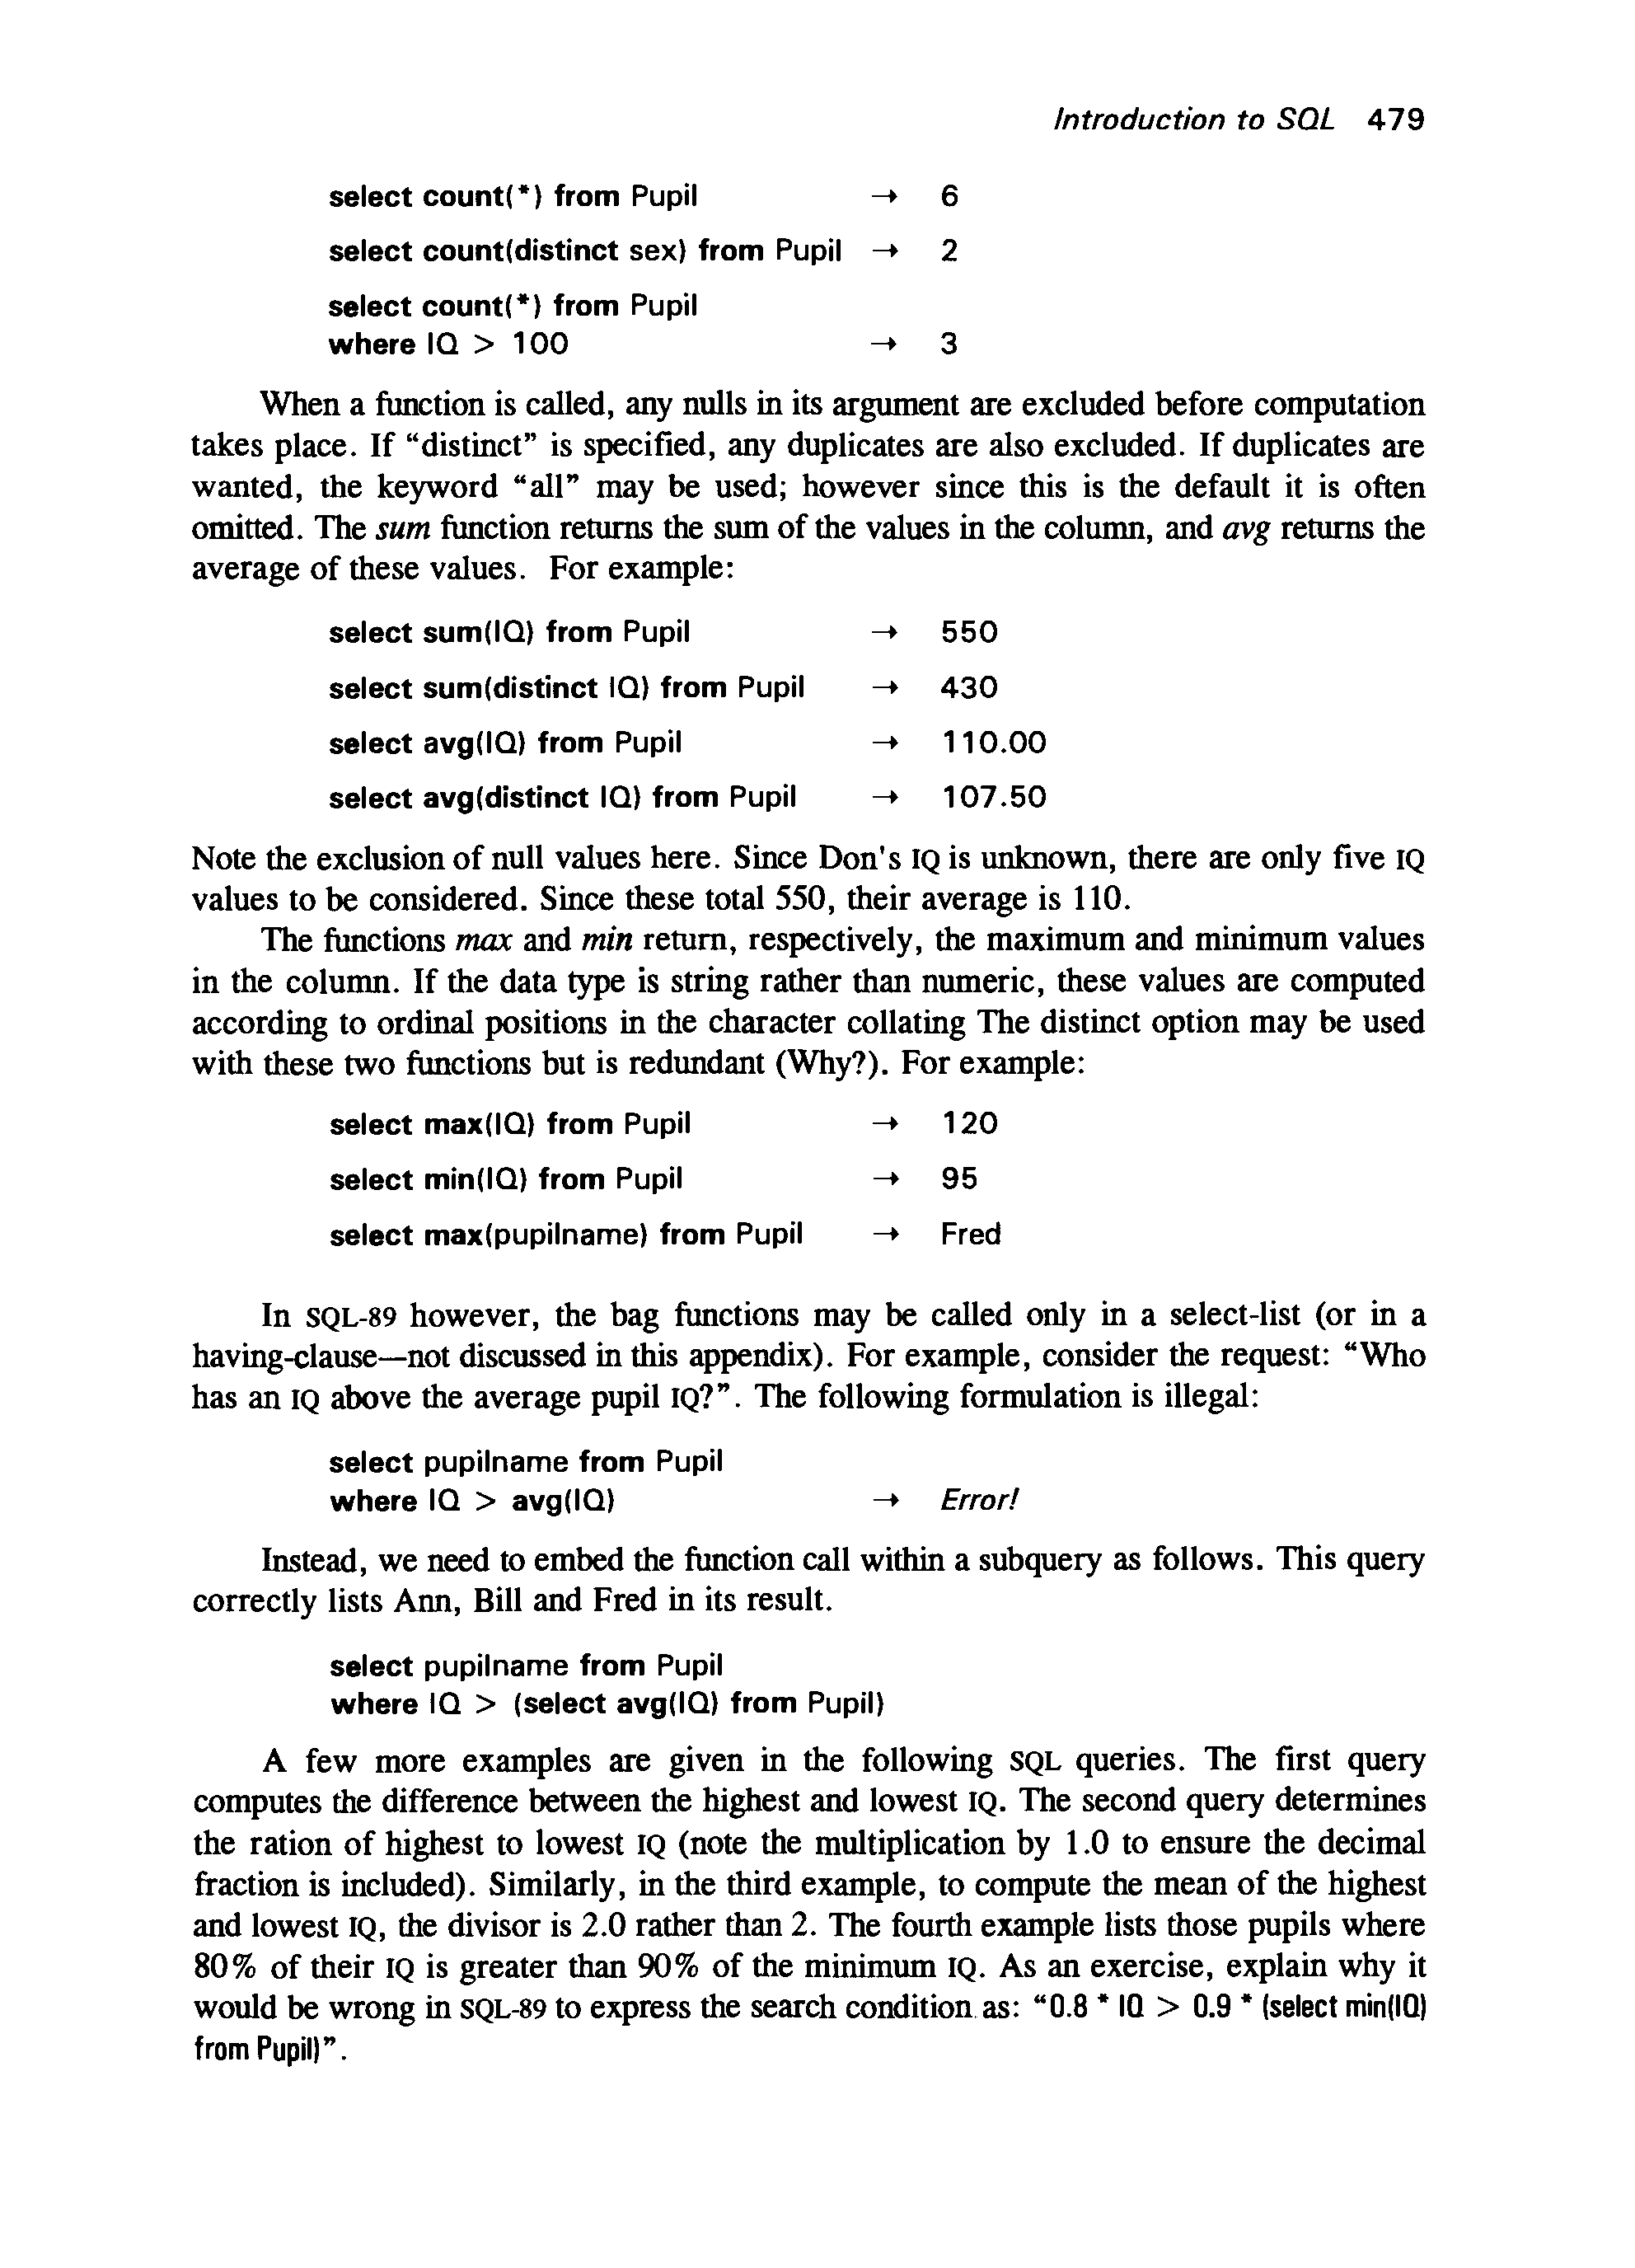 Introduction to SQL 479
select count(*) from Pupil → 6
select count(distinct sex) from Pupil → 2
select count(*) from Pupil
where IQ > 100 → 3
When a function is called, any nulls in its argument are excluded before computation
takes place. If “distinct” is specified, any duplicates are also excluded. If duplicates are
wanted, the keyword “all” may be used; however since this is the default it is often
omitted. The sum function returns the sum of the values in the column, and avg returns the
average of these values. For example:
select sum(IQ) from Pupil → 550
select sum(distinct IQ) from Pupil → 430
select avg(IQ) from Pupil → 110.00
select avg(distinct IQ) from Pupil → 107.50
Note the exclusion of null values here. Since Don's IQ is unknown, there are only five IQ
values to be considered. Since these total 550, their average is 110.
The functions max and min return, respectively, the maximum and minimum values
in the column. If the data type is string rather than numeric, these values are computed
according to ordinal positions in the character collating The distinct option may be used
with these two functions but is redundant (Why?). For example:
select max(IQ) from Pupil → 120
select min(IQ) from Pupil → 95
select max(pupilname) from Pupil → Fred
In SQL-89 however, the bag functions may be called only in a select-list (or in a
having-clause—not discussed in this appendix). For example, consider the request: “Who
has an IQ above the average pupil IQ?”. The following formulation is illegal:
select pupilname from Pupil
where IQ > avg(IQ) → Error!
Instead, we need to embed the function call within a subquery as follows. This query
correctly lists Ann, Bill and Fred in its result.
select pupilname from Pupil
where IQ > (select avg(IQ) from Pupil)
A few more examples are given in the following SQL queries. The first query
computes the difference between the highest and lowest IQ. The second query determines
the ration of highest to lowest IQ (note the multiplication by 1.0 to ensure the decimal
fraction is included). Similarly, in the third example, to compute the mean of the highest
and lowest IQ, the divisor is 2.0 rather than 2. The fourth example lists those pupils where
80% of their IQ is greater than 90% of the minimum IQ. As an exercise, explain why it
would be wrong in SQL-89 to express the search condition as: “0.8 * IQ > 0.9 * (select min(IQ)
from Pupil)”.